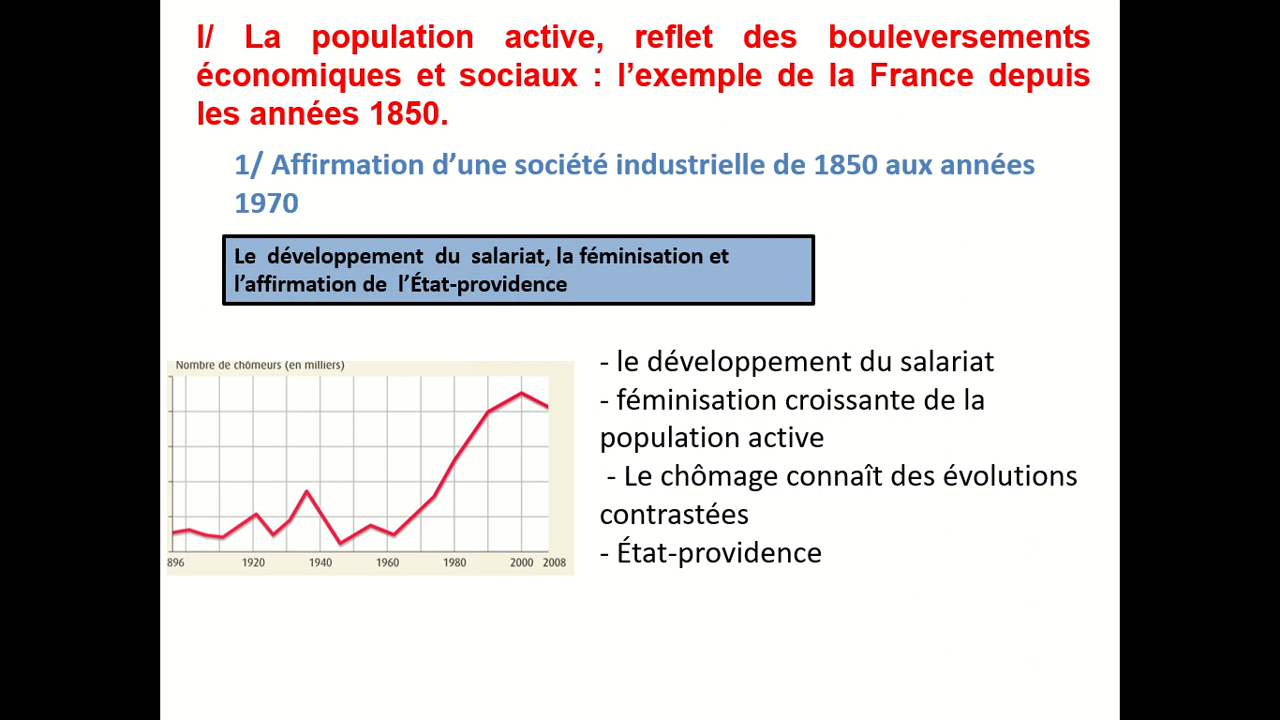 I/ La population active, reflet des bouleversements
économiques et sociaux : l’exemple de la France depuis
les années 1850.
1/ Affirmation d’une société industrielle de 1850 aux années
1970
Le développement du salariat, la féminisation et
l’affirmation de l’État-providence
Nombre de chômeurs (en milliers)
896 1920 1940 1960 1980 2000 2008
- le développement du salariat
- féminisation croissante de la
population active
- Le chômage connaît des évolutions
contrastées
- État-providence